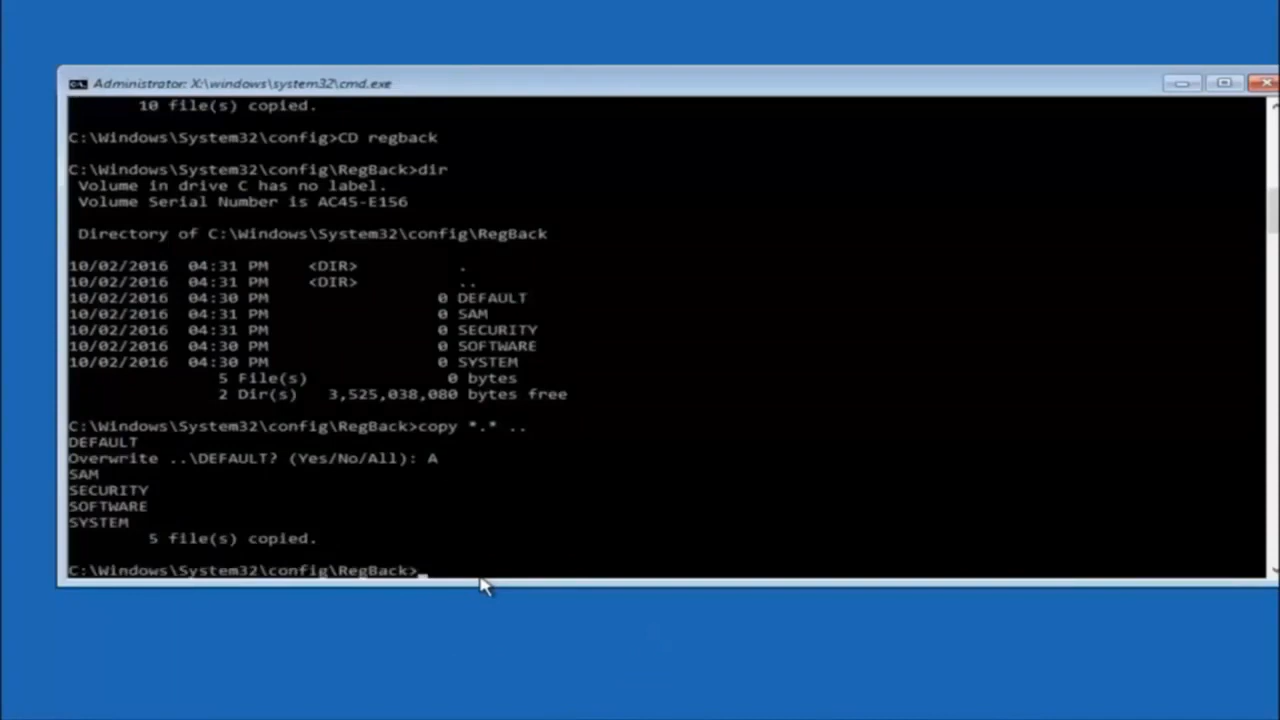 Administrator: X:\windows\system32\cmd.exe
10 file(s) copied.
C:\Windows\System32\config>CD regback
C:\Windows\System32\config\RegBack>dir
Volume in drive C has no label.
Volume Serial Number is AC45-E156
Directory of C:\Windows\System32\config\RegBack
10/02/2016 04:31 PM <DIR> .
10/02/2016 04:31 PM <DIR> ..
10/02/2016 04:30 PM 0 DEFAULT
10/02/2016 04:31 PM 0 SAM
10/02/2016 04:31 PM 0 SECURITY
10/02/2016 04:30 PM 0 SOFTWARE
10/02/2016 04:30 PM 0 SYSTEM
5 File(s) 0 bytes
2 Dir(s) 3,525,038,080 bytes free
C:\Windows\System32\config\RegBack>copy *.* ..
DEFAULT
Overwrite ..\DEFAULT? (Yes/No/All): A
SAM
SECURITY
SOFTWARE
SYSTEM
5 file(s) copied.
C:\Windows\System32\config\RegBack>_